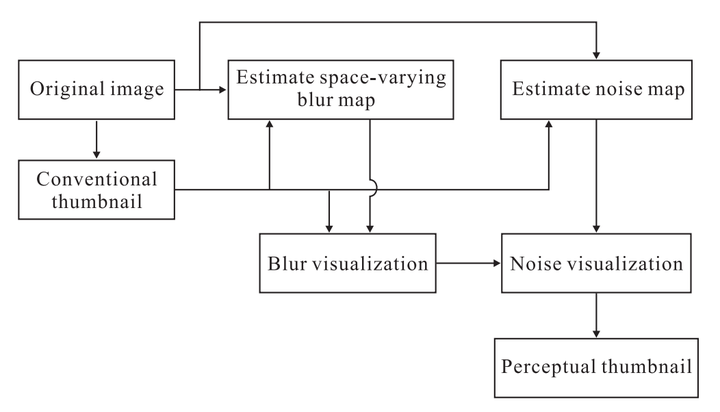 Original image
Estimate space-varying
blur map
Estimate noise map
Conventional
thumbnail
Blur visualization
Noise visualization
Perceptual thumbnail